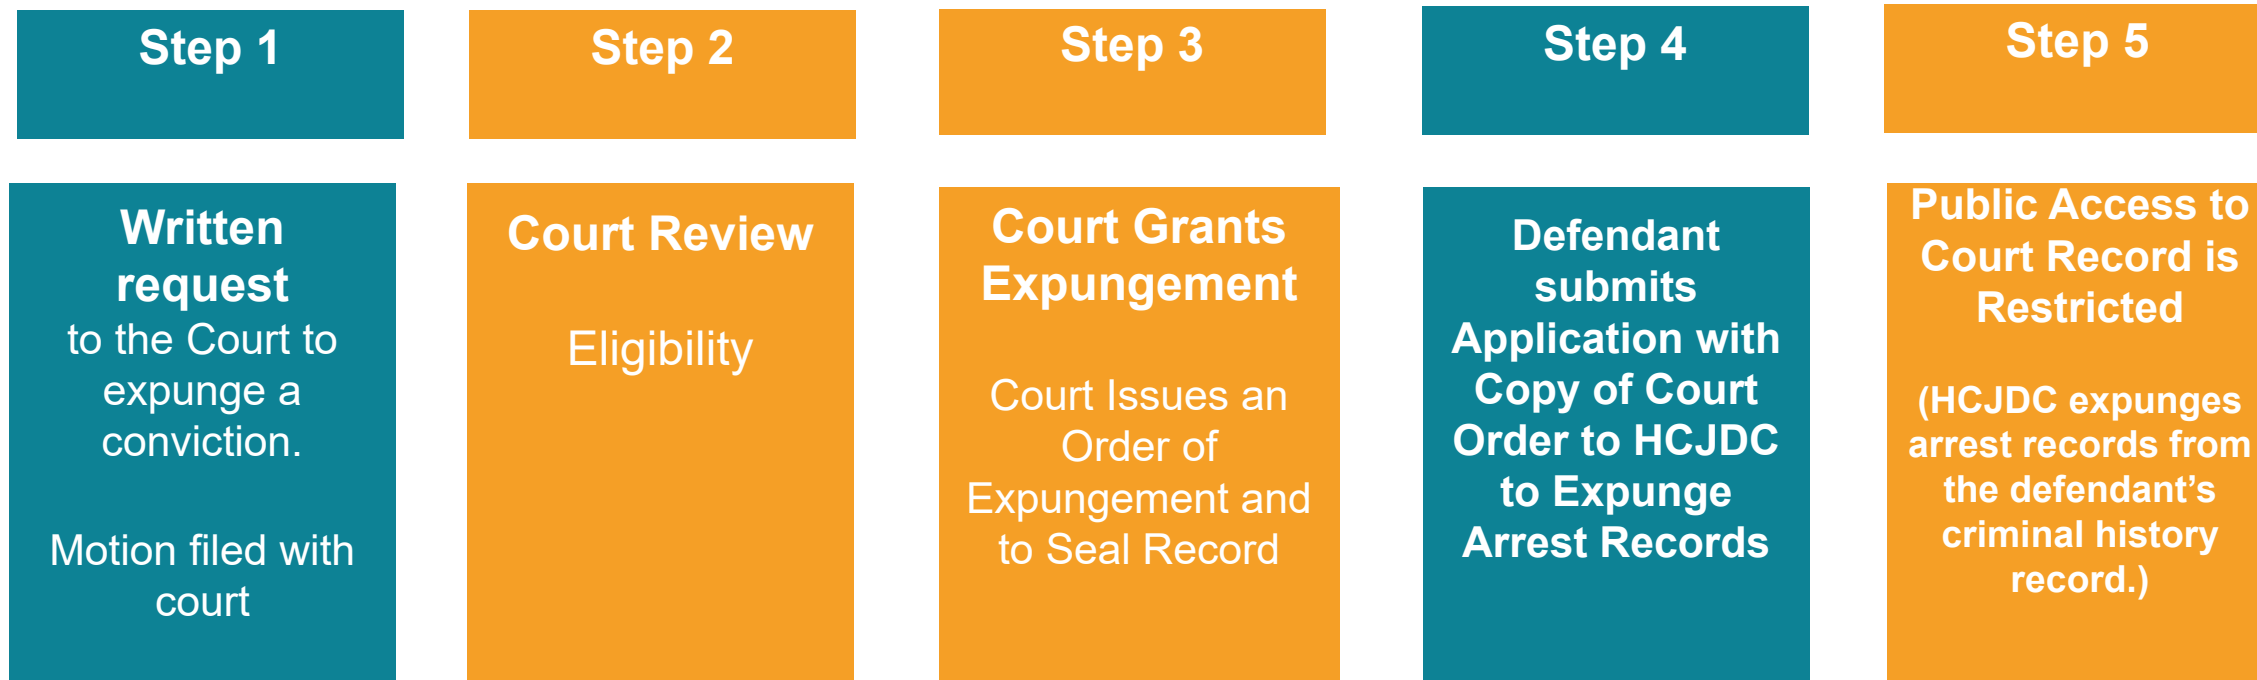 Step 1
Written
request
to the Court to
expunge a
conviction.
Motion filed with
court
Step 2
Court Review
Eligibility
Step 3
Court Grants
Expungement
Court Issues an
Order of
Expungement and
to Seal Record
Step 4
Defendant
submits
Application with
Copy of Court
Order to HCJDC
to Expunge
Arrest Records
Step 5
Public Access to
Court Record is
Restricted
(HCJDC expunges
arrest records from
the defendant’s
criminal history
record.)